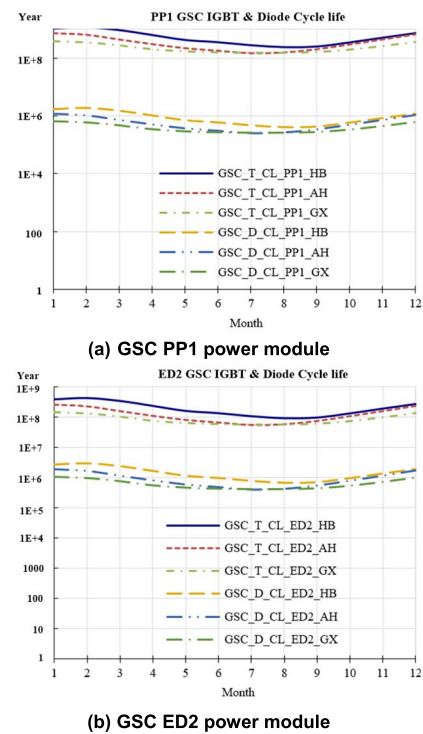 PP1 GSC IGBT & Diode Cycle life
Year
1E+8
1E+6
1E+4
100
1
GSC_T_CL_PP1_HB
GSC_T_CL_PP1_AH
GSC_T_CL_PP1_GX
GSC_D_CL_PP1_HB
GSC_D_CL_PP1_AH
GSC_D_CL_PP1_GX
1 2 3 4 5 6 7 8 9 10 11 12
Month
(a) GSC PP1 power module
ED2 GSC IGBT & Diode Cycle life
Year
1E+9
1E+8
1E+7
1E+6
1E+5
1E+4
1000
100
10
1
GSC_T_CL_ED2_HB
GSC_T_CL_ED2_AH
GSC_T_CL_ED2_GX
GSC_D_CL_ED2_HB
GSC_D_CL_ED2_AH
GSC_D_CL_ED2_GX
1 2 3 4 5 6 7 8 9 10 11 12
Month
(b) GSC ED2 power module